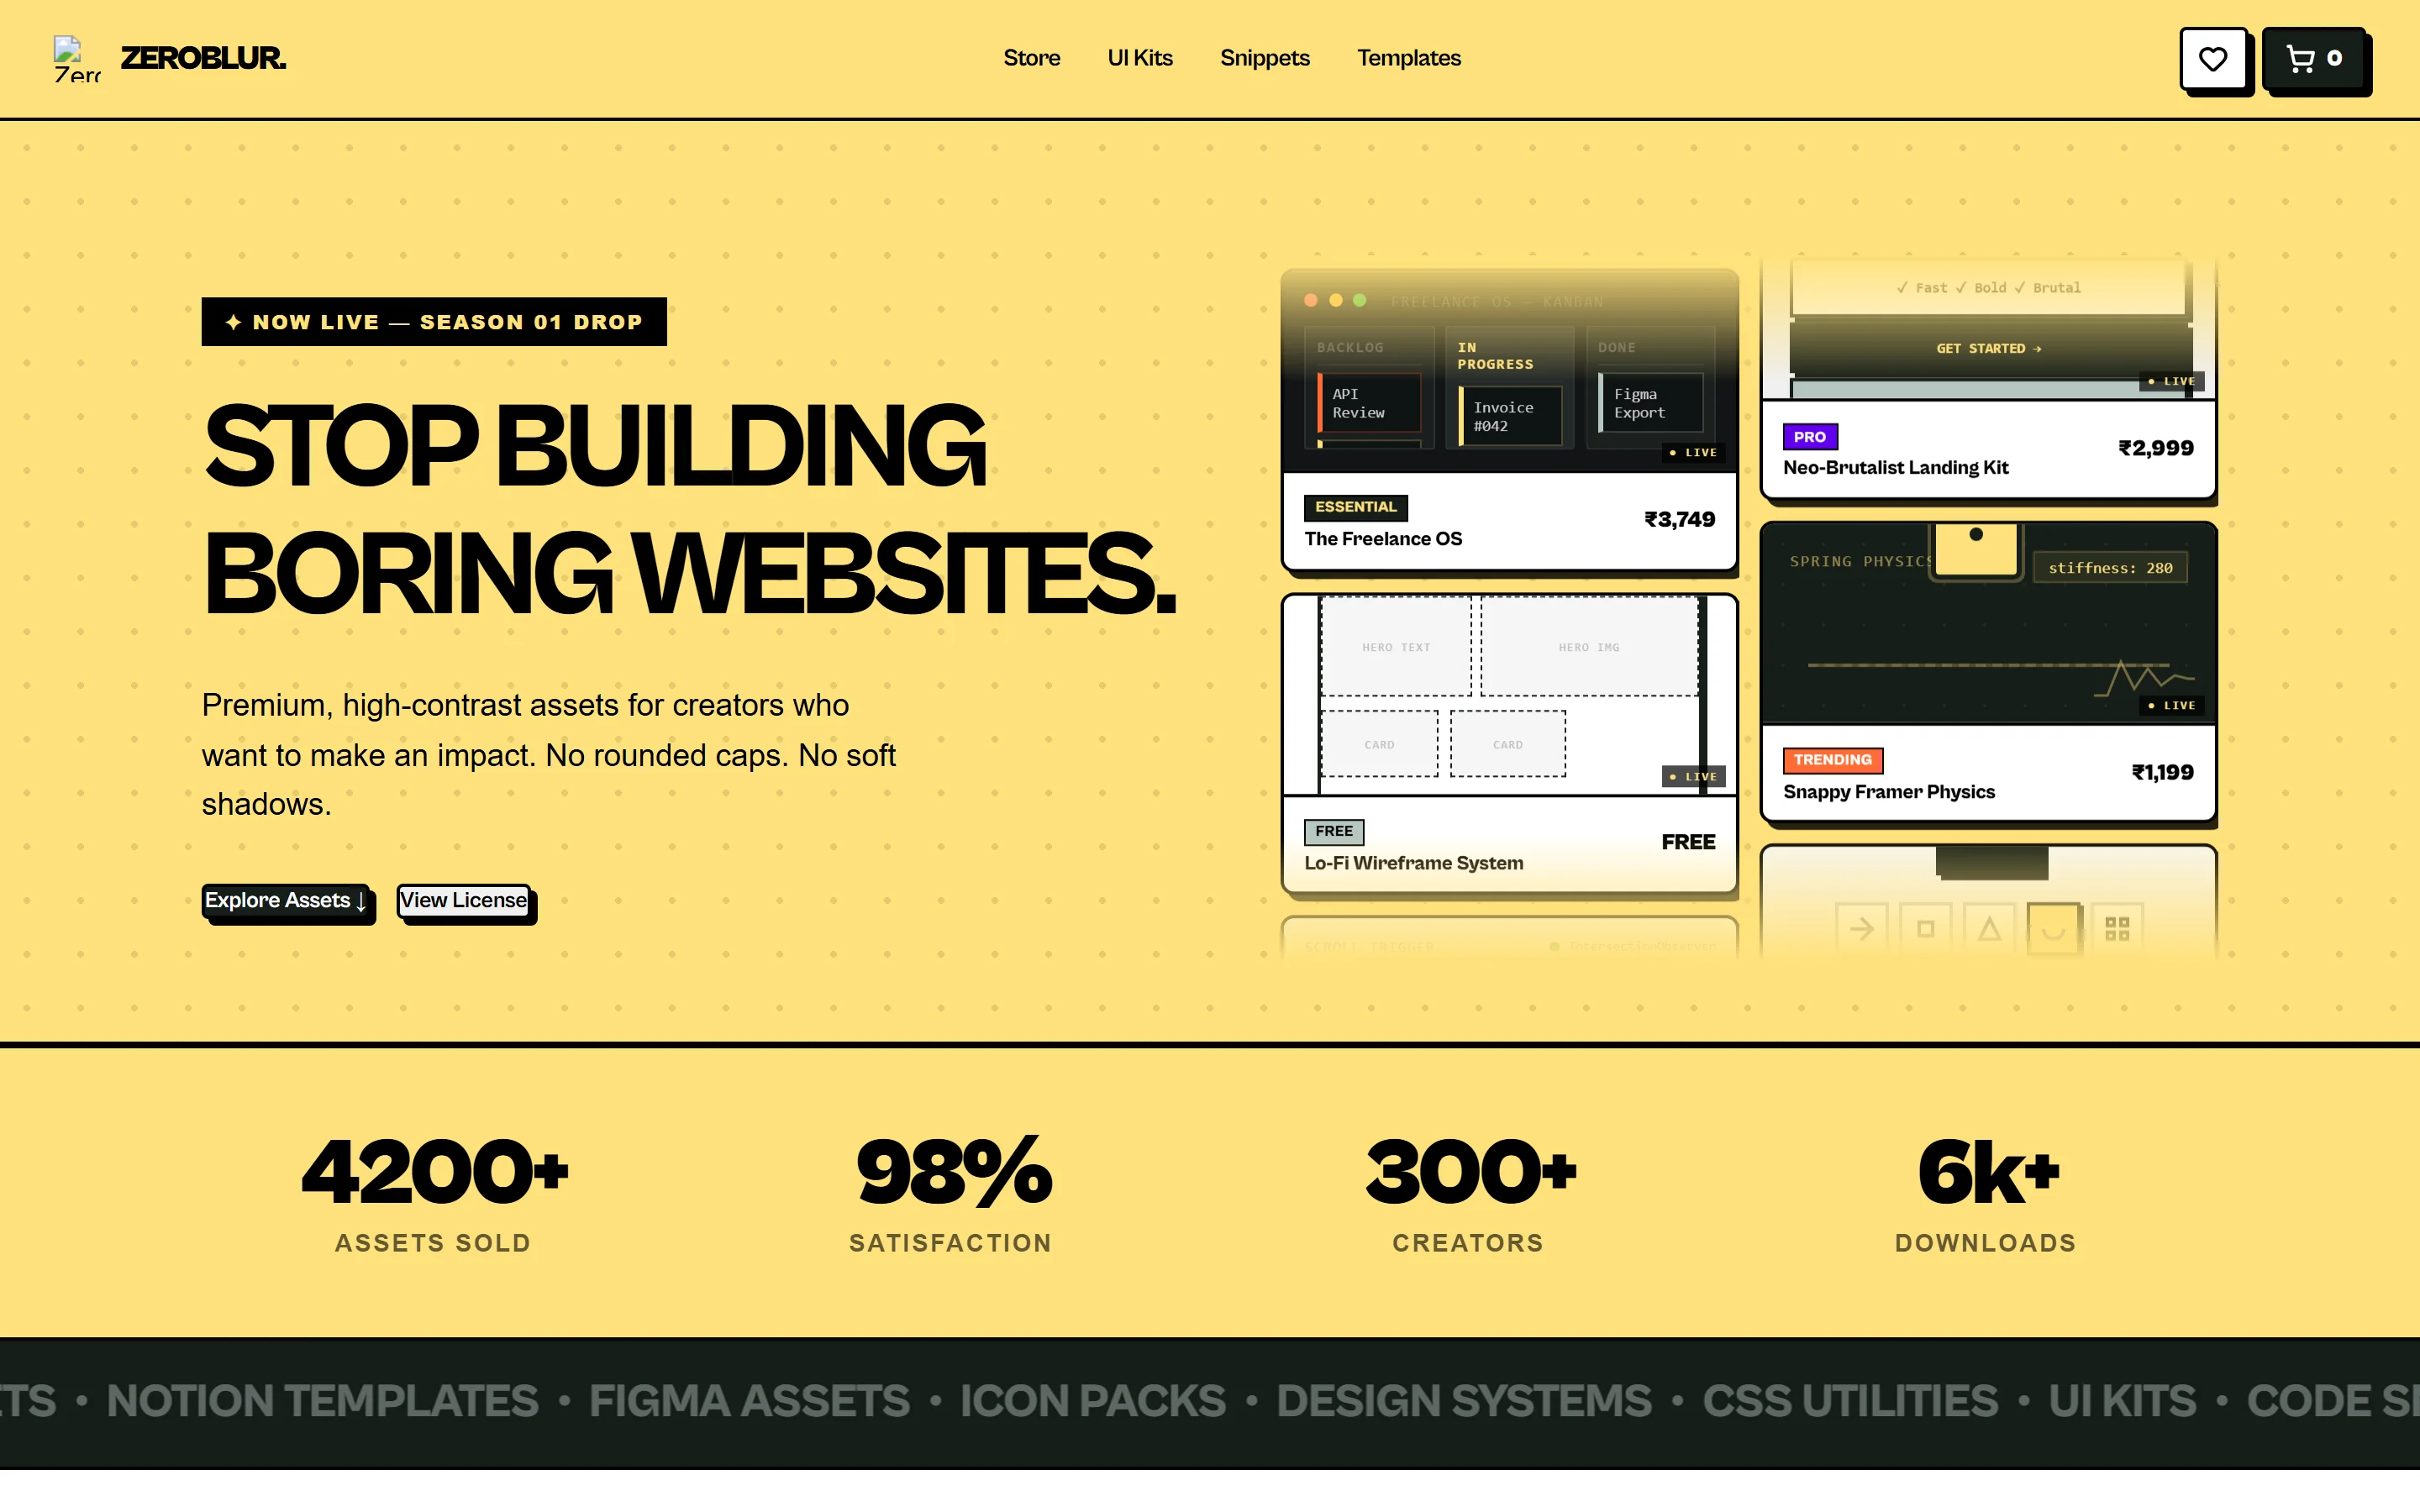 Zero
ZEROBLUR.
Store
UI Kits
Snippets
Templates
0
✦ NOW LIVE — SEASON 01 DROP
STOP BUILDING
BORING WEBSITES.
Premium, high-contrast assets for creators who
want to make an impact. No rounded caps. No soft
shadows.
Explore Assets ↓
View License
FREELANCE OS — KANBAN
BACKLOG
IN
PROGRESS
DONE
API
Review
Invoice
#042
Figma
Export
• LIVE
ESSENTIAL
The Freelance OS
₹3,749
HERO TEXT
HERO IMG
CARD
CARD
• LIVE
FREE
Lo-Fi Wireframe System
FREE
SCROLL TRIGGER
IntersectionObserver
✓ Fast ✓ Bold ✓ Brutal
GET STARTED →
• LIVE
PRO
Neo-Brutalist Landing Kit
₹2,999
SPRING PHYSICS
stiffness: 280
• LIVE
TRENDING
Snappy Framer Physics
₹1,199
4200+
ASSETS SOLD
98%
SATISFACTION
300+
CREATORS
6k+
DOWNLOADS
TS • NOTION TEMPLATES • FIGMA ASSETS • ICON PACKS • DESIGN SYSTEMS • CSS UTILITIES • UI KITS • CODE S